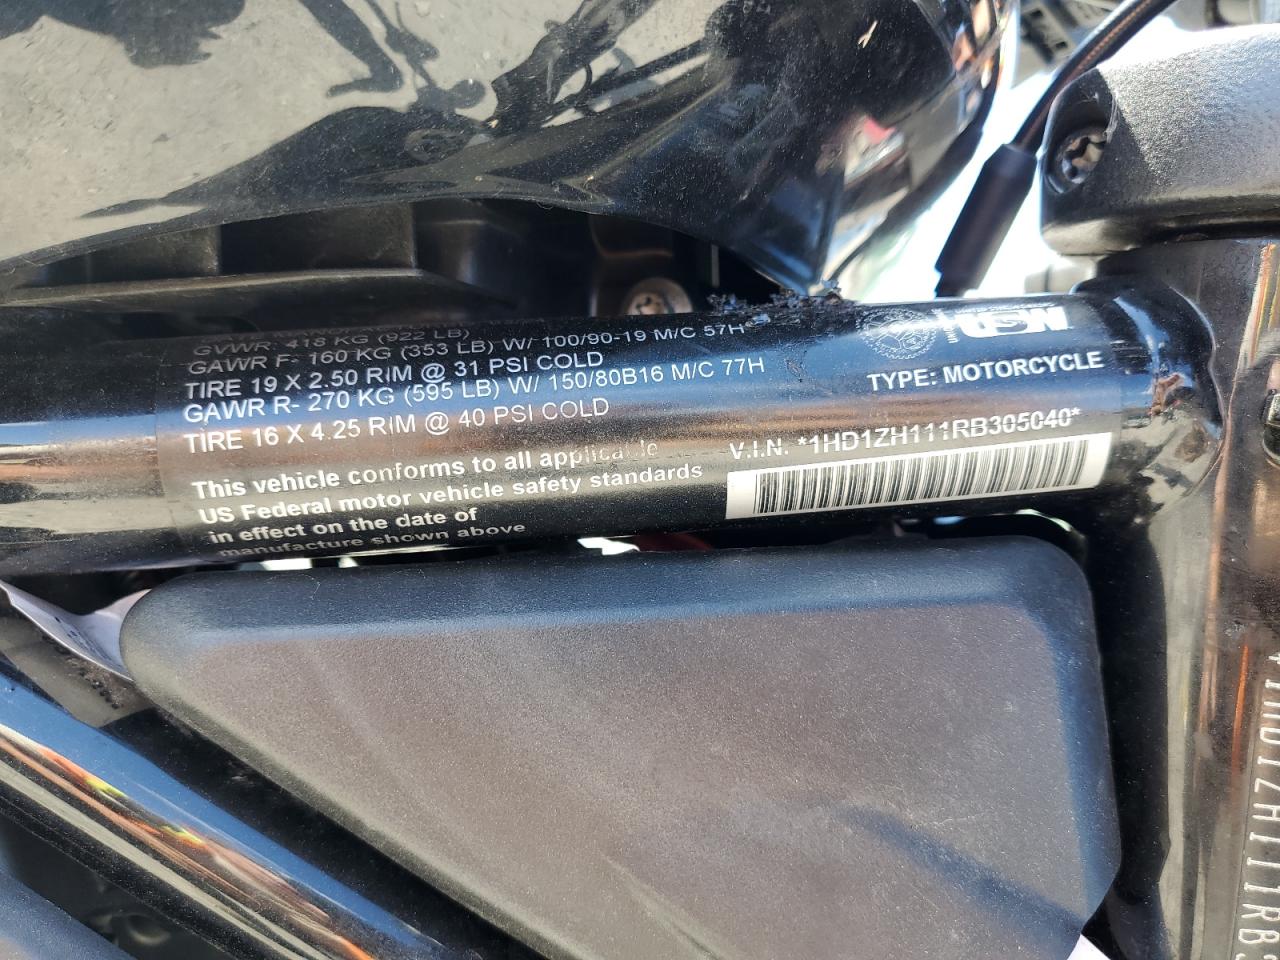 GVWR- 418 KG (922 LB)
GAWR F- 160 KG (353 LB) W/ 100/90-19 M/C 57H
TIRE 19 X 2.50 RIM @ 31 PSI COLD
GAWR R- 270 KG (595 LB) W/ 150/80B16 M/C 77H
TIRE 16 X 4.25 RIM @ 40 PSI COLD
This vehicle conforms to all applicable
US Federal motor vehicle safety standards
in effect on the date of
manufacture shown above
TYPE: MOTORCYCLE
V.I.N. *1HD1ZH111RB305040*
*1HD1ZH111RB3